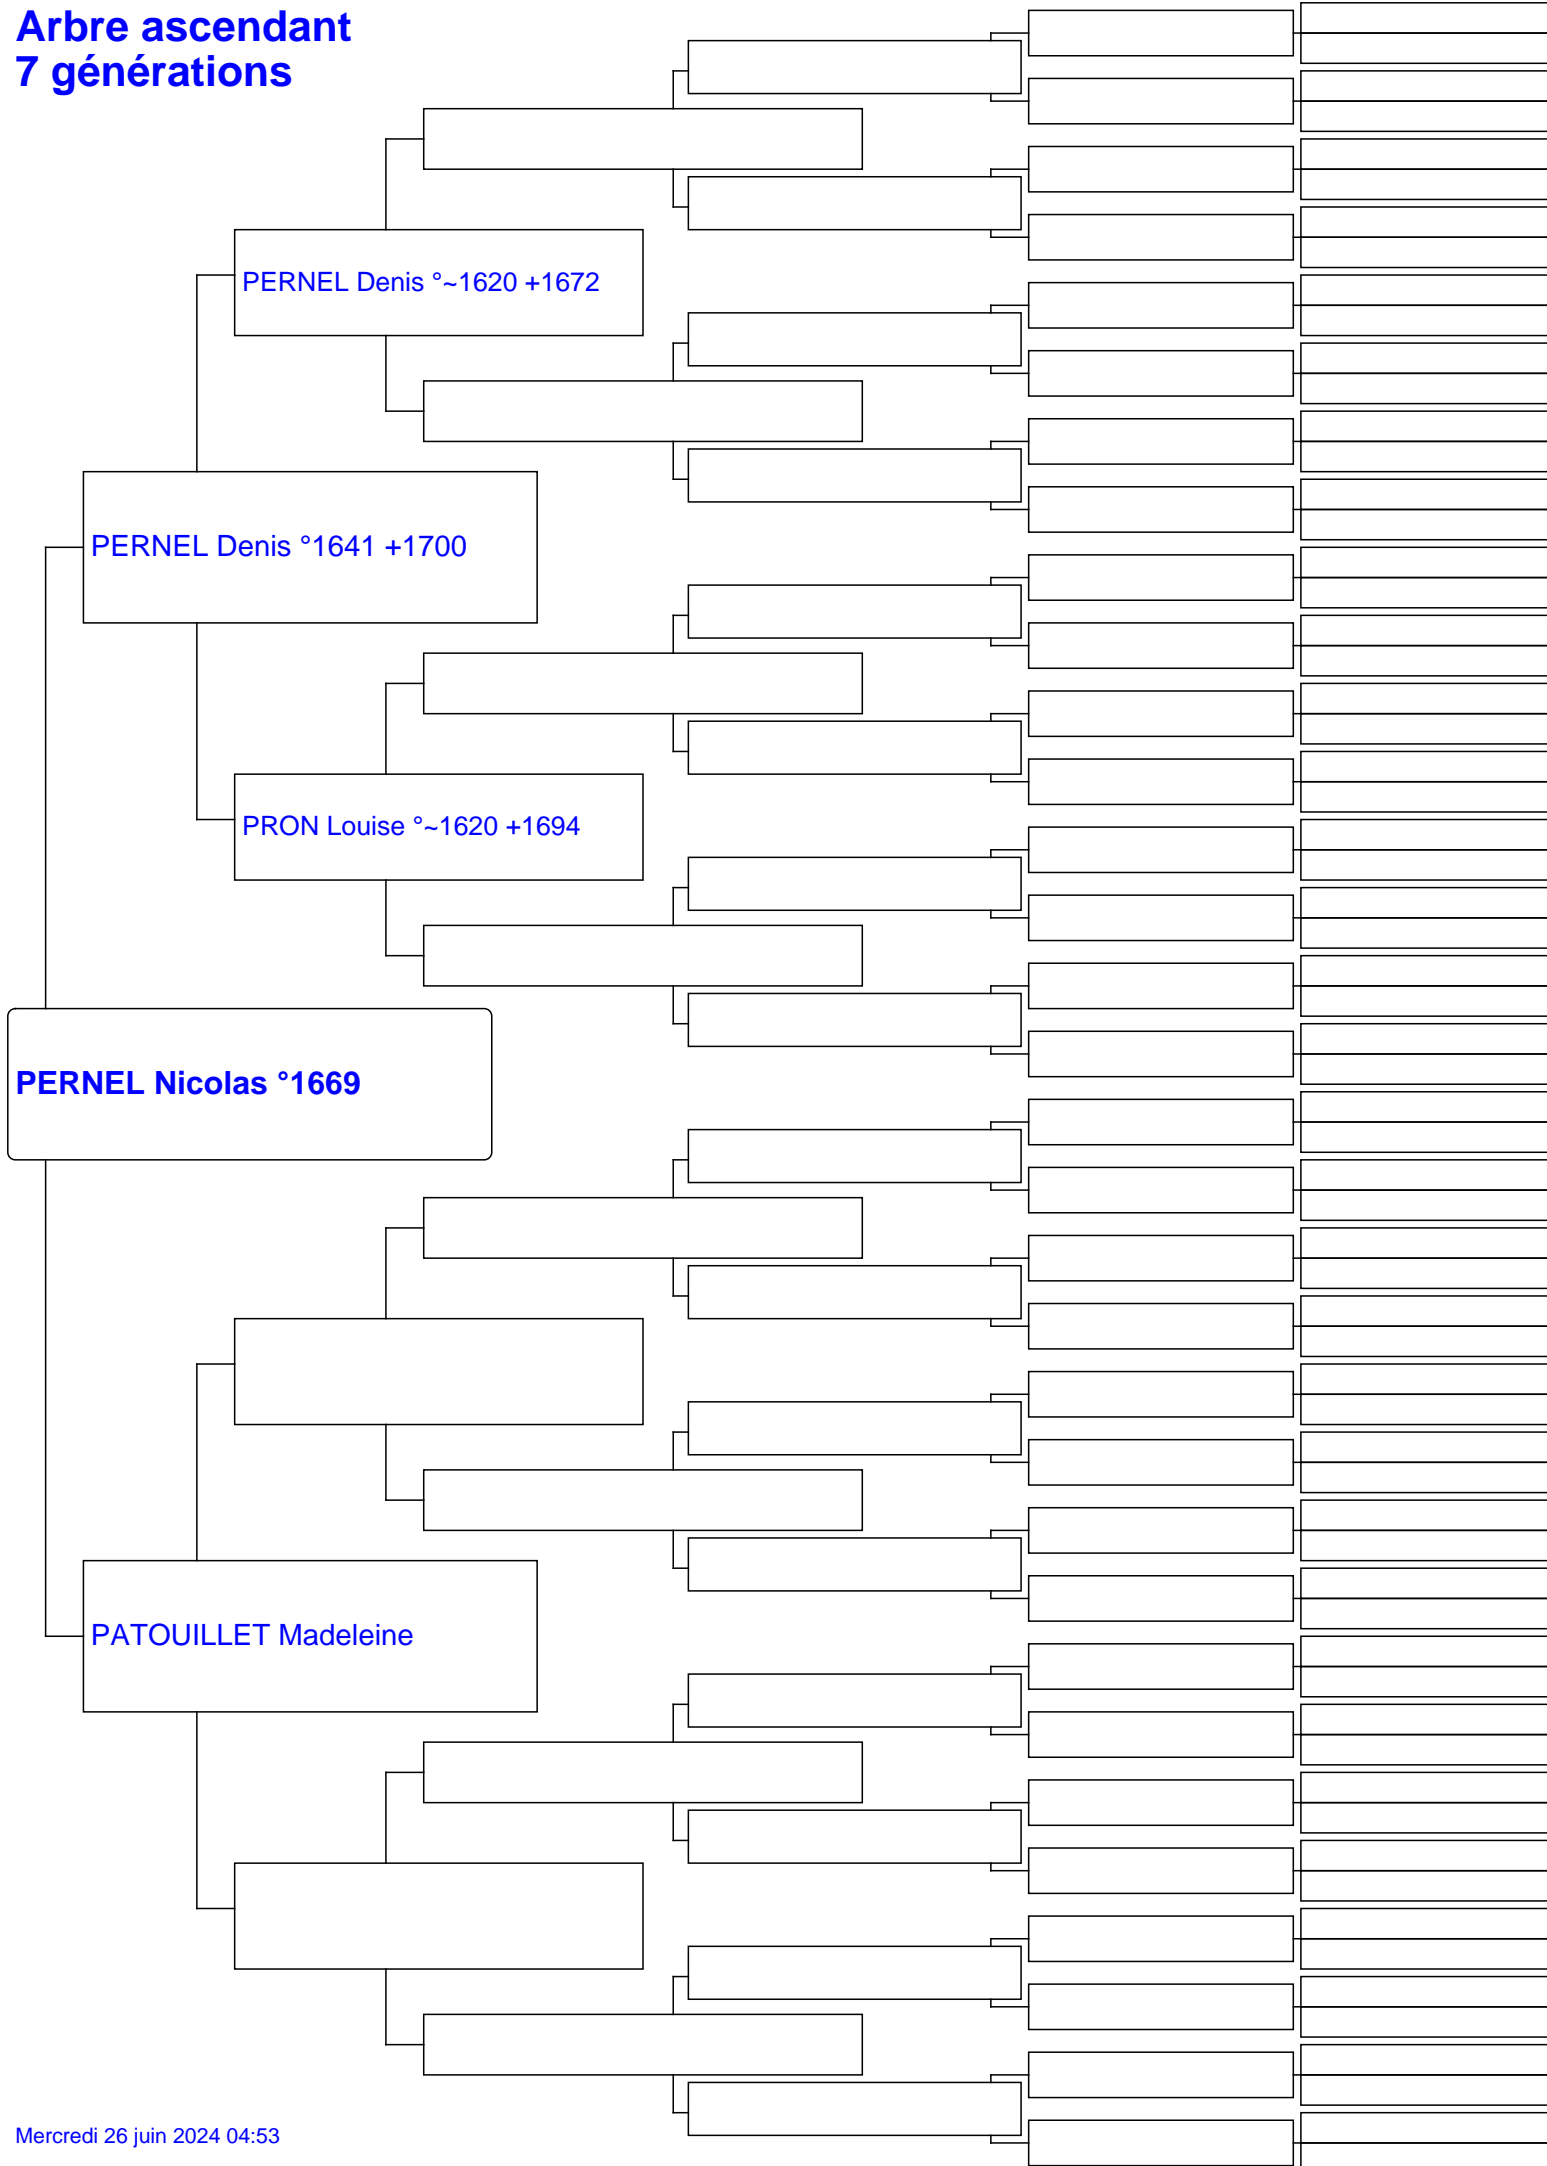 Arbre ascendant
7 générations
PERNEL Denis °~1620 +1672
PERNEL Denis °1641 +1700
PRON Louise °~1620 +1694
PERNEL Nicolas °1669
PATOUILLET Madeleine
Mercredi 26 juin 2024 04:53